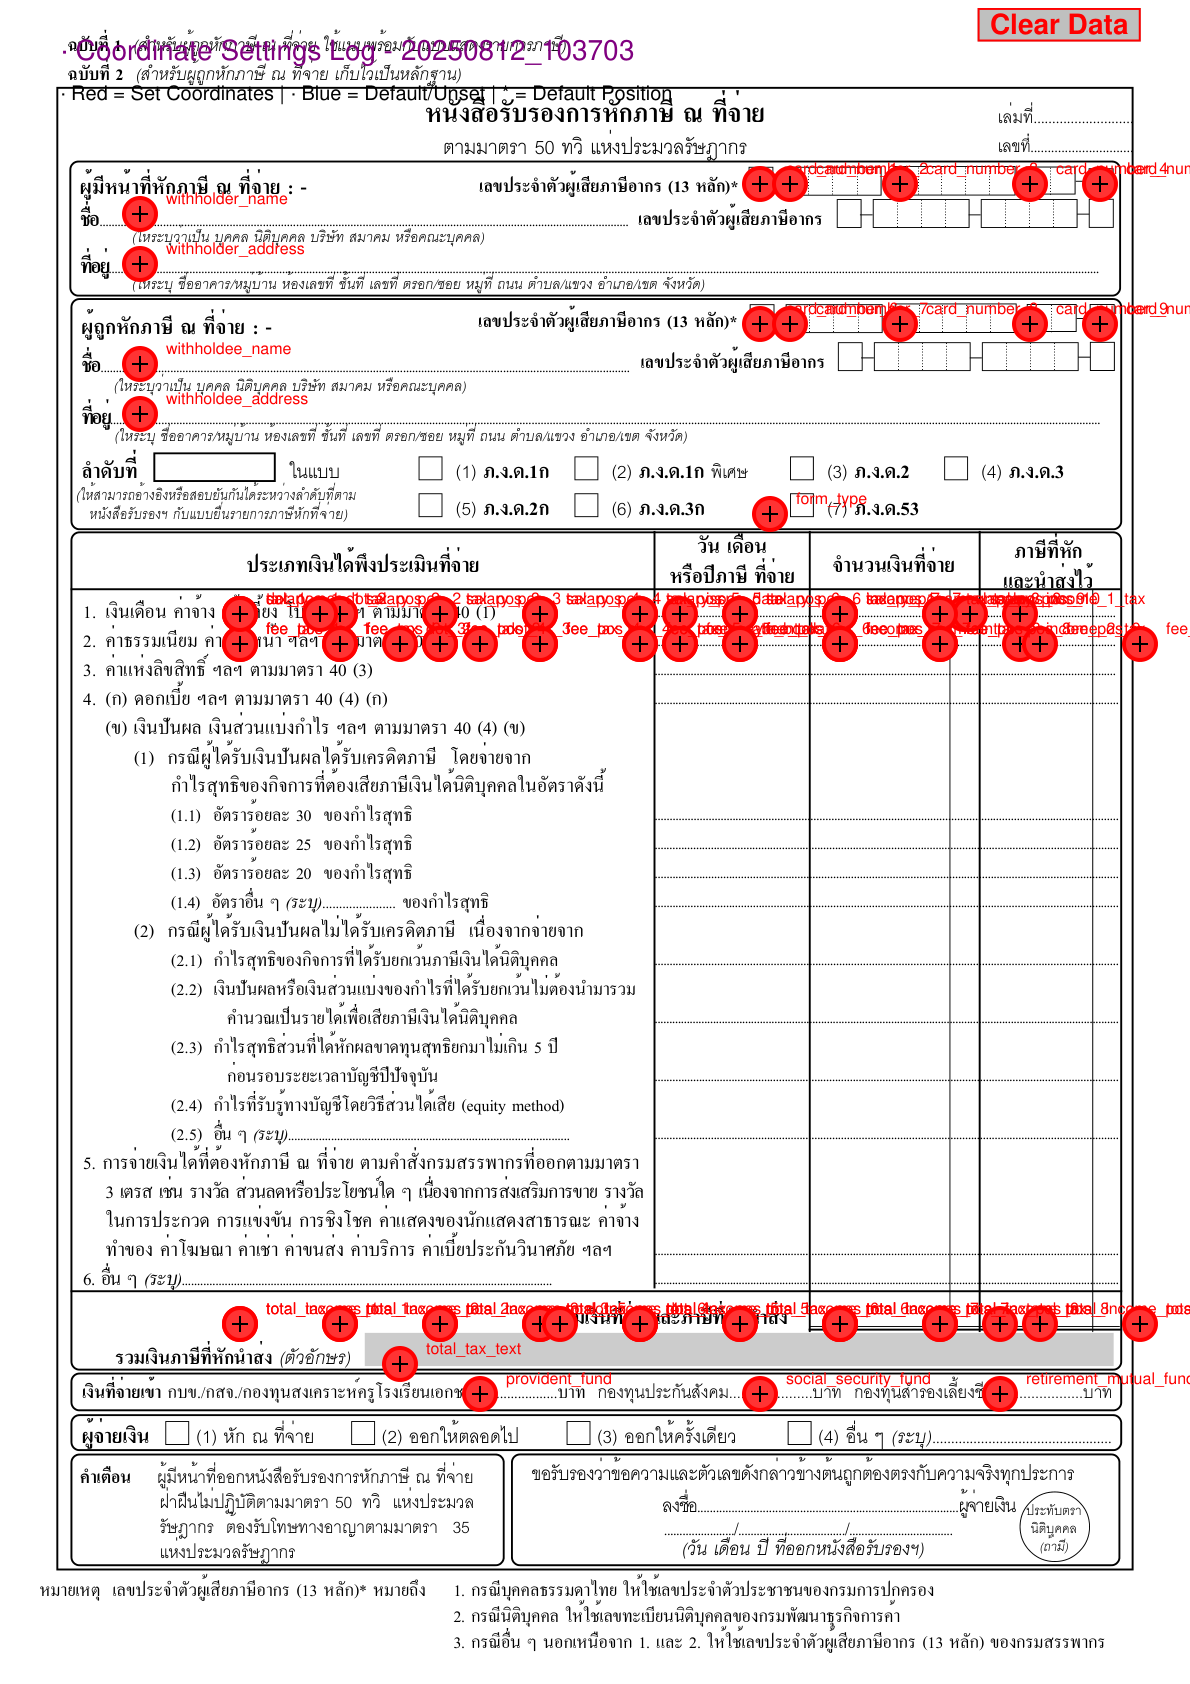 Clear Data
ฉบับที่ 1 (สำหรับผู้ถูกหักภาษี ณ ที่จ่าย ใช้แนบพร้อมกับแบบแสดงรายการภาษี)
· Coordinate Settings Log - 20250812_103703
ฉบับที่ 2 (สำหรับผู้ถูกหักภาษี ณ ที่จ่าย เก็บไว้เป็นหลักฐาน)
· Red = Set Coordinates | · Blue = Default/Unset | * = Default Position
หนังสือรับรองการหักภาษี ณ ที่จ่าย
เล่มที่
ตามมาตรา 50 ทวิ แห่งประมวลรัษฎากร
เลขที่
ผู้มีหน้าที่หักภาษี ณ ที่จ่าย : - เลขประจำตัวผู้เสียภาษีอากร (13 หลัก)*
withholder_name
ชื่อ เลขประจำตัวผู้เสียภาษีอากร
(ให้ระบุว่าเป็น บุคคล นิติบุคคล บริษัท สมาคม หรือคณะบุคคล)
withholder_address
ที่อยู่
(ให้ระบุ ชื่ออาคาร/หมู่บ้าน ห้องเลขที่ ชั้นที่ เลขที่ ตรอก/ซอย หมู่ที่ ถนน ตำบล/แขวง อำเภอ/เขต จังหวัด)
ผู้ถูกหักภาษี ณ ที่จ่าย : - เลขประจำตัวผู้เสียภาษีอากร (13 หลัก)*
withholdee_name
ชื่อ เลขประจำตัวผู้เสียภาษีอากร
(ให้ระบุว่าเป็น บุคคล นิติบุคคล บริษัท สมาคม หรือคณะบุคคล)
withholdee_address
ที่อยู่
(ให้ระบุ ชื่ออาคาร/หมู่บ้าน ห้องเลขที่ ชั้นที่ เลขที่ ตรอก/ซอย หมู่ที่ ถนน ตำบล/แขวง อำเภอ/เขต จังหวัด)
ลำดับที่ ในแบบ (1) ภ.ง.ด.1ก (2) ภ.ง.ด.1ก พิเศษ (3) ภ.ง.ด.2 (4) ภ.ง.ด.3
(ให้สามารถอ้างอิงหรือสอบยันกันได้ระหว่างลำดับที่ตาม
หนังสือรับรองฯ กับแบบยื่นรายการภาษีหักที่จ่าย)
(5) ภ.ง.ด.2ก (6) ภ.ง.ด.3ก form_type (7) ภ.ง.ด.53
ประเภทเงินได้พึงประเมินที่จ่าย
วัน เดือน
หรือปีภาษี ที่จ่าย
จำนวนเงินที่จ่าย
ภาษีที่หัก
และนำส่งไว้
1. เงินเดือน ค่าจ้าง 40 (1)
2. ค่าธรรมเนียม
3. ค่าแห่งลิขสิทธิ์ ฯลฯ ตามมาตรา 40 (3)
4. (ก) ดอกเบี้ย ฯลฯ ตามมาตรา 40 (4) (ก)
(ข) เงินปันผล เงินส่วนแบ่งกำไร ฯลฯ ตามมาตรา 40 (4) (ข)
(1) กรณีผู้ได้รับเงินปันผลได้รับเครดิตภาษี โดยจ่ายจาก
กำไรสุทธิของกิจการที่ต้องเสียภาษีเงินได้นิติบุคคลในอัตราดังนี้
(1.1) อัตราร้อยละ 30 ของกำไรสุทธิ
(1.2) อัตราร้อยละ 25 ของกำไรสุทธิ
(1.3) อัตราร้อยละ 20 ของกำไรสุทธิ
(1.4) อัตราอื่น ๆ (ระบุ) ของกำไรสุทธิ
(2) กรณีผู้ได้รับเงินปันผลไม่ได้รับเครดิตภาษี เนื่องจากจ่ายจาก
(2.1) กำไรสุทธิของกิจการที่ได้รับยกเว้นภาษีเงินได้นิติบุคคล
(2.2) เงินปันผลหรือเงินส่วนแบ่งของกำไรที่ได้รับยกเว้นไม่ต้องนำมารวม
คำนวณเป็นรายได้เพื่อเสียภาษีเงินได้นิติบุคคล
(2.3) กำไรสุทธิส่วนที่ได้หักผลขาดทุนสุทธิยกมาไม่เกิน 5 ปี
ก่อนรอบระยะเวลาบัญชีปีปัจจุบัน
(2.4) กำไรที่รับรู้ทางบัญชีโดยวิธีส่วนได้เสีย (equity method)
(2.5) อื่น ๆ (ระบุ)
5. การจ่ายเงินได้ที่ต้องหักภาษี ณ ที่จ่าย ตามคำสั่งกรมสรรพากรที่ออกตามมาตรา
3 เตรส เช่น รางวัล ส่วนลดหรือประโยชน์ใด ๆ เนื่องจากการส่งเสริมการขาย รางวัล
ในการประกวด การแข่งขัน การชิงโชค ค่าแสดงของนักแสดงสาธารณะ ค่าจ้าง
ทำของ ค่าโฆษณา ค่าเช่า ค่าขนส่ง ค่าบริการ ค่าเบี้ยประกันวินาศภัย ฯลฯ
6. อื่น ๆ (ระบุ)
total_tax_text
รวมเงินภาษีที่หักนำส่ง (ตัวอักษร)
provident_fund social_security_fund retirement_mutual_fund
เงินที่จ่ายเข้า กบข./กสจ./กองทุนสงเคราะห์ครูโรงเรียนเอกช บาท กองทุนประกันสังคม บาท กองทุนสำรองเลี้ยงชี บาท
ผู้จ่ายเงิน (1) หัก ณ ที่จ่าย (2) ออกให้ตลอดไป (3) ออกให้ครั้งเดียว (4) อื่น ๆ (ระบุ)
คำเตือน ผู้มีหน้าที่ออกหนังสือรับรองการหักภาษี ณ ที่จ่าย
ฝ่าฝืนไม่ปฏิบัติตามมาตรา 50 ทวิ แห่งประมวล
รัษฎากร ต้องรับโทษทางอาญาตามมาตรา 35
แห่งประมวลรัษฎากร
ขอรับรองว่าข้อความและตัวเลขดังกล่าวข้างต้นถูกต้องตรงกับความจริงทุกประการ
ลงชื่อ ผู้จ่ายเงิน
(วัน เดือน ปี ที่ออกหนังสือรับรองฯ)
ประทับตรา
นิติบุคคล
(ถ้ามี)
หมายเหตุ เลขประจำตัวผู้เสียภาษีอากร (13 หลัก)* หมายถึง 1. กรณีบุคคลธรรมดาไทย ให้ใช้เลขประจำตัวประชาชนของกรมการปกครอง
2. กรณีนิติบุคคล ให้ใช้เลขทะเบียนนิติบุคคลของกรมพัฒนาธุรกิจการค้า
3. กรณีอื่น ๆ นอกเหนือจาก 1. และ 2. ให้ใช้เลขประจำตัวผู้เสียภาษีอากร (13 หลัก) ของกรมสรรพากร